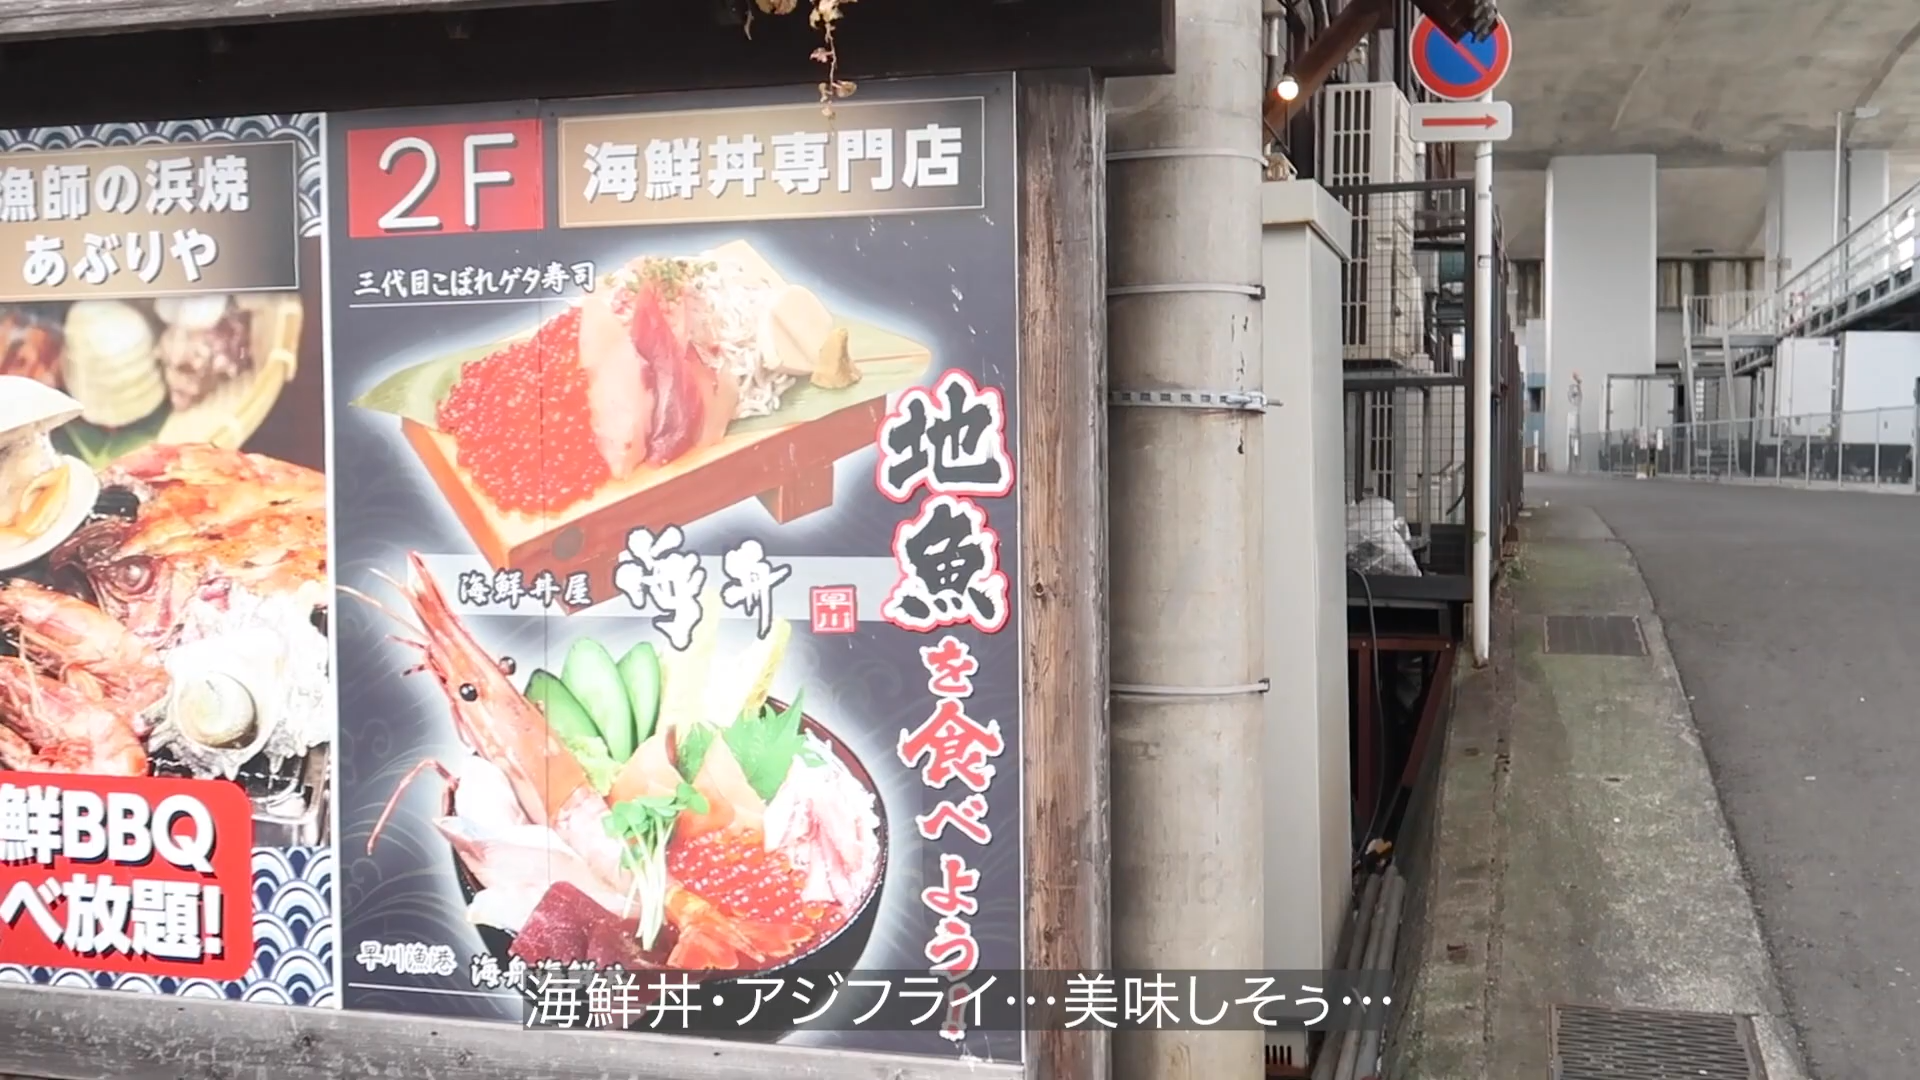 漁師の浜焼
あぶりや
鮮BBQ
べ放題!
2F
海鮮丼専門店
三代目こぼれゲタ寿司
海鮮丼屋
海舟
早川
地魚を食べよう!
早川漁港
海鮮丼・アジフライ…美味しそぅ…